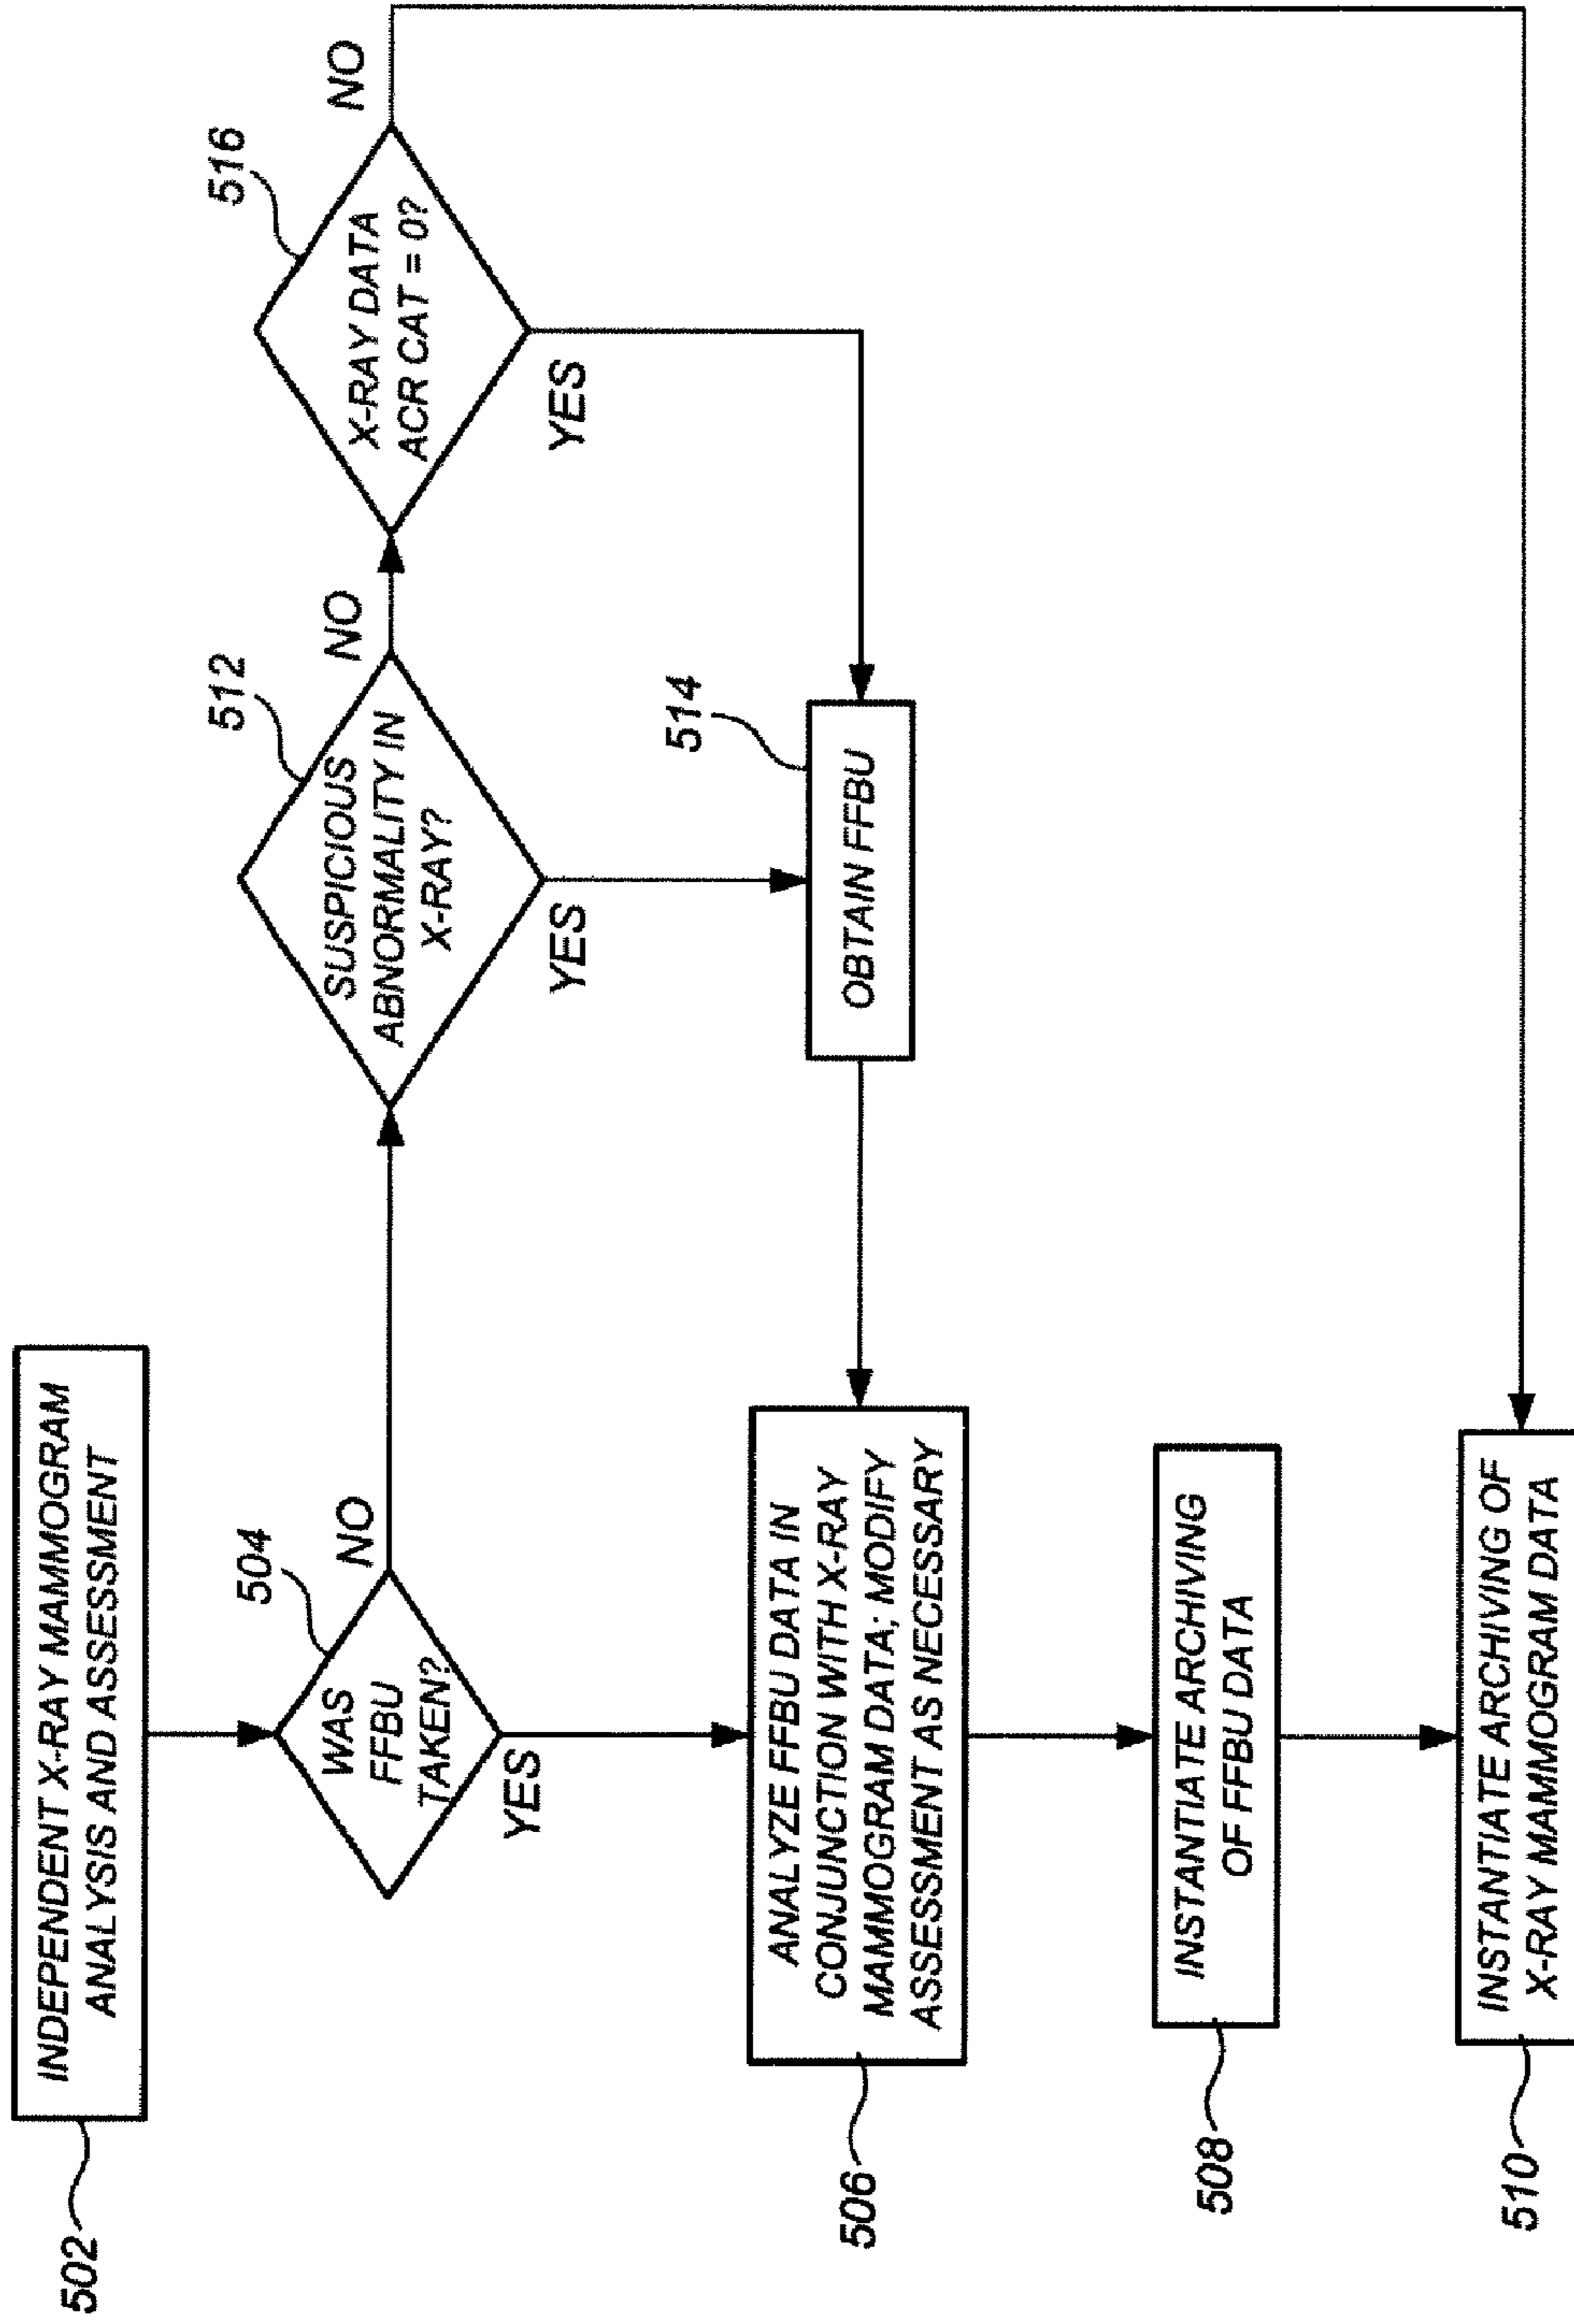 502
INDEPENDENT X-RAY MAMMOGRAM
ANALYSIS AND ASSESSMENT
504
WAS
FFBU
TAKEN?
NO
YES
512
SUSPICIOUS
ABNORMALITY IN
X-RAY?
NO
YES
516
X-RAY DATA
ACR CAT = 0?
NO
YES
514
OBTAIN FFBU
506
ANALYZE FFBU DATA IN
CONJUNCTION WITH X-RAY
MAMMOGRAM DATA; MODIFY
ASSESSMENT AS NECESSARY
508
INSTANTIATE ARCHIVING
OF FFBU DATA
510
INSTANTIATE ARCHIVING OF
X-RAY MAMMOGRAM DATA